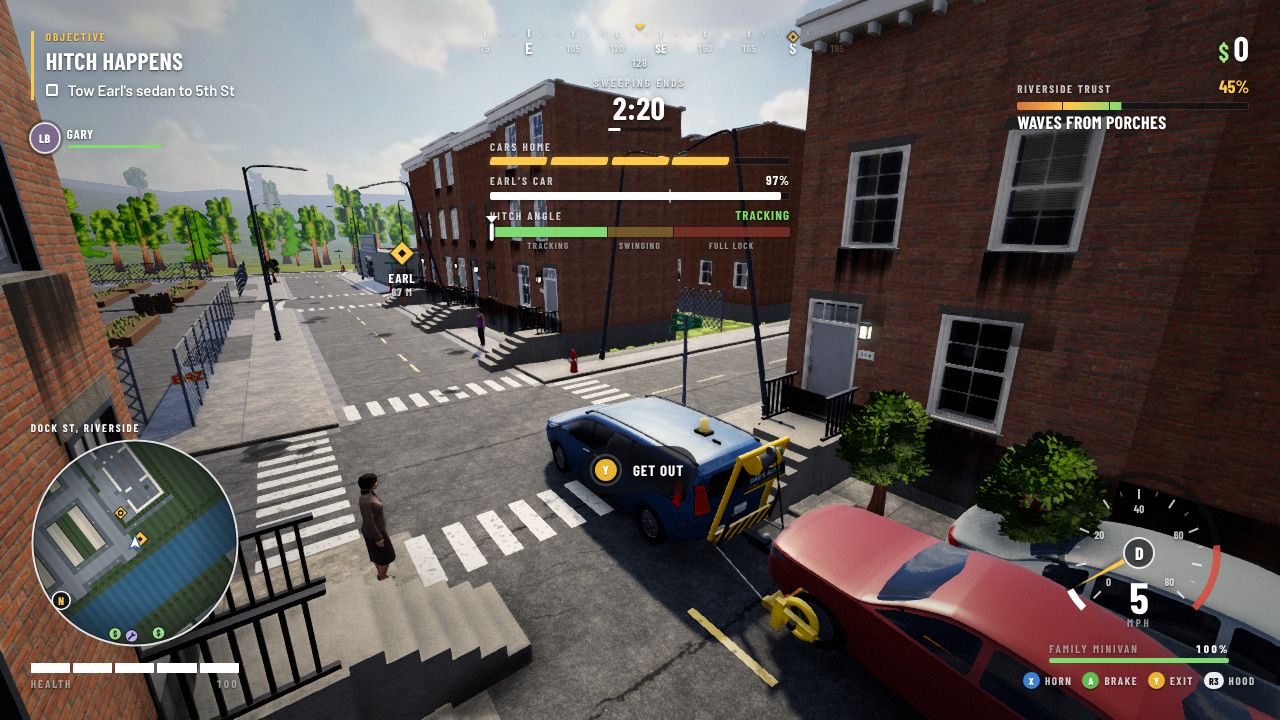 OBJECTIVE
HITCH HAPPENS
Tow Earl's sedan to 5th St
LB
GARY
75 E 105 120 SE 150 165 S 195
128
SWEEPING ENDS
2:20
CARS HOME
EARL'S CAR 97%
HITCH ANGLE TRACKING
TRACKING SWINGING FULL LOCK
$0
RIVERSIDE TRUST 45%
WAVES FROM PORCHES
EARL
67 M
Y GET OUT
DOCK ST, RIVERSIDE
N
$ $
HEALTH 100
0 20 40 60 80
D
5
MPH
FAMILY MINIVAN 100%
X HORN A BRAKE Y EXIT R3 HOOD